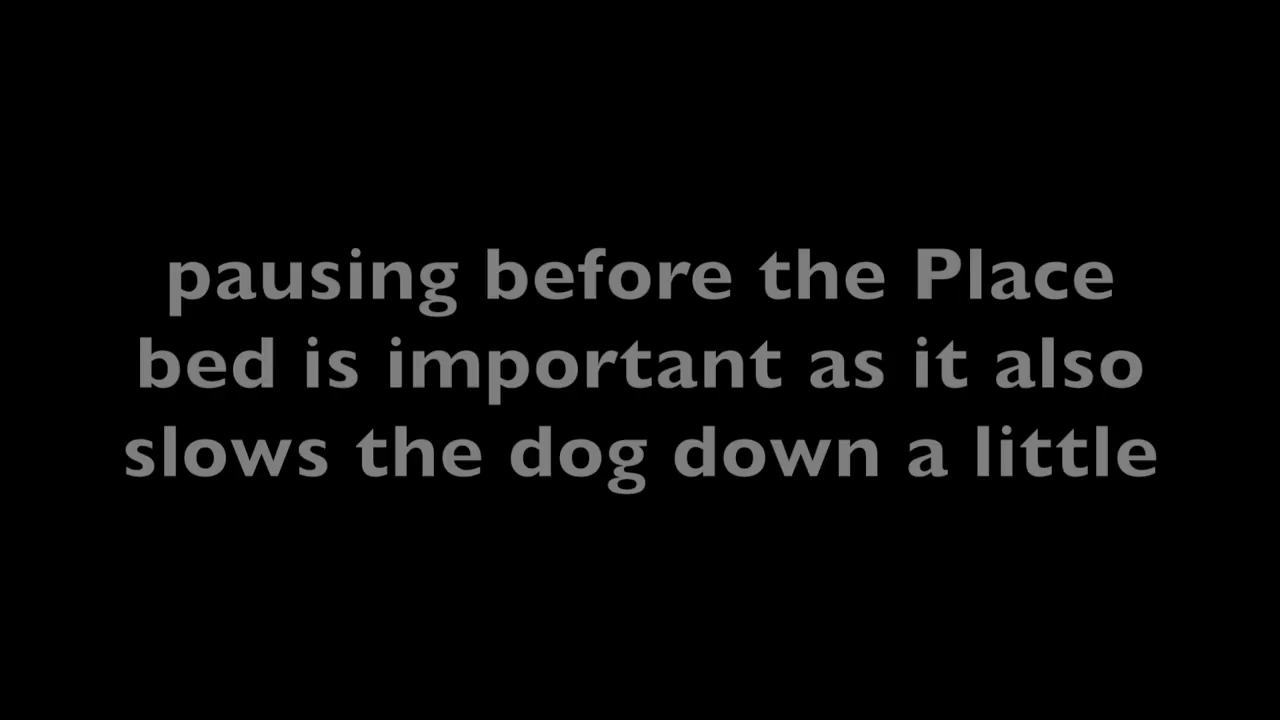 pausing before the Place
bed is important as it also
slows the dog down a little